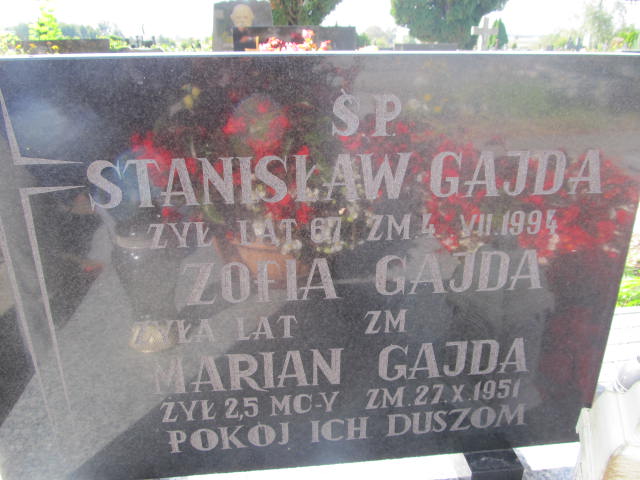 Ś.P.
STANISŁAW GAJDA
ŻYŁ LAT 67 ZM 4 VII.1994
ZOFIA GAJDA
ŻYŁA LAT ZM
MARIAN GAJDA
ŻYŁ 2,5 MC-Y ZM. 27.X.1951
POKÓJ ICH DUSZOM